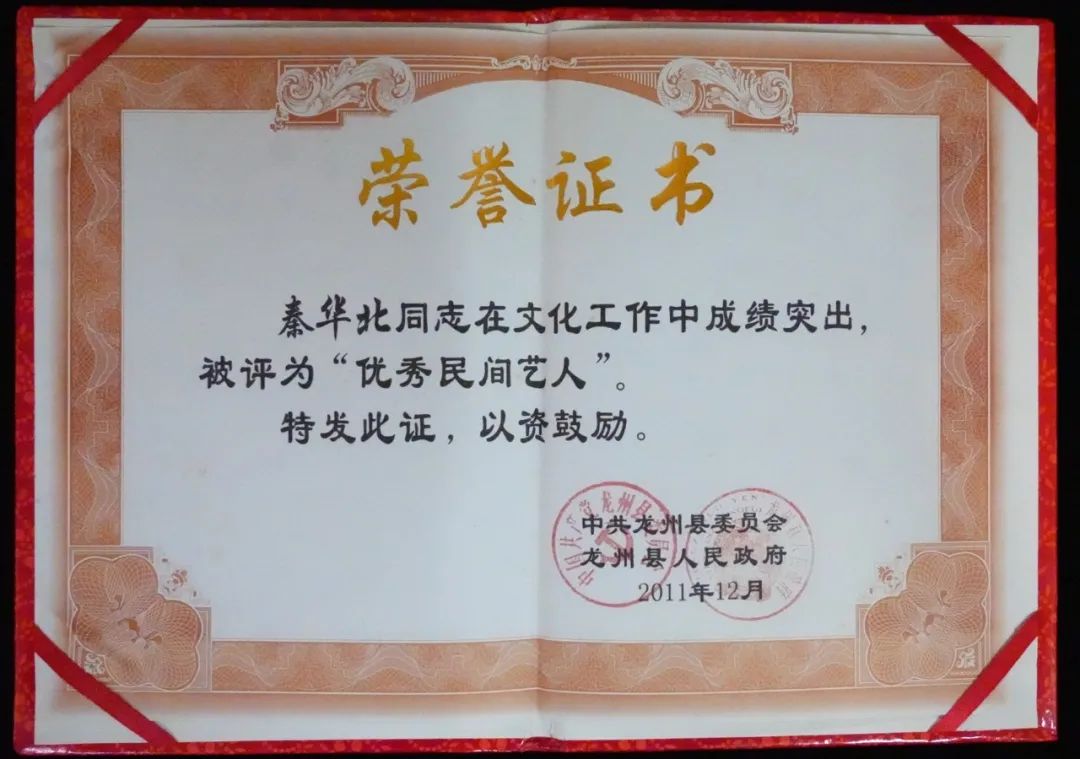 荣誉证书
秦华北同志在文化工作中成绩突出，
被评为“优秀民间艺人”。
特发此证，以资鼓励。
中共龙州县委员会
龙州县人民政府
2011年12月